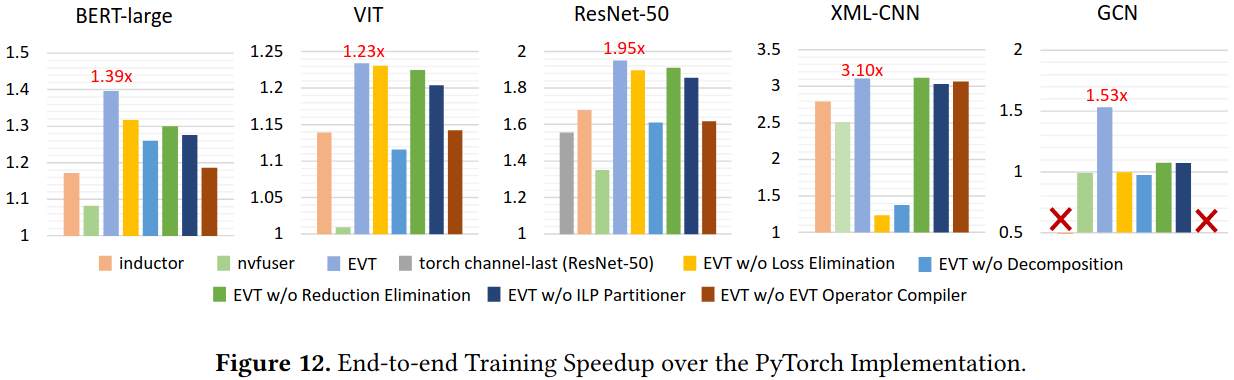 BERT-large
VIT
ResNet-50
XML-CNN
GCN
1.5
1.4
1.3
1.2
1.1
1
1.39x
1.25
1.2
1.15
1.1
1.05
1
1.23x
2
1.8
1.6
1.4
1.2
1
1.95x
3.5
3
2.5
2
1.5
1
3.10x
2
1.5
1
0.5
1.53x
inductor
nvfuser
EVT
torch channel-last (ResNet-50)
EVT w/o Loss Elimination
EVT w/o Decomposition
EVT w/o Reduction Elimination
EVT w/o ILP Partitioner
EVT w/o EVT Operator Compiler
Figure 12. End-to-end Training Speedup over the PyTorch Implementation.